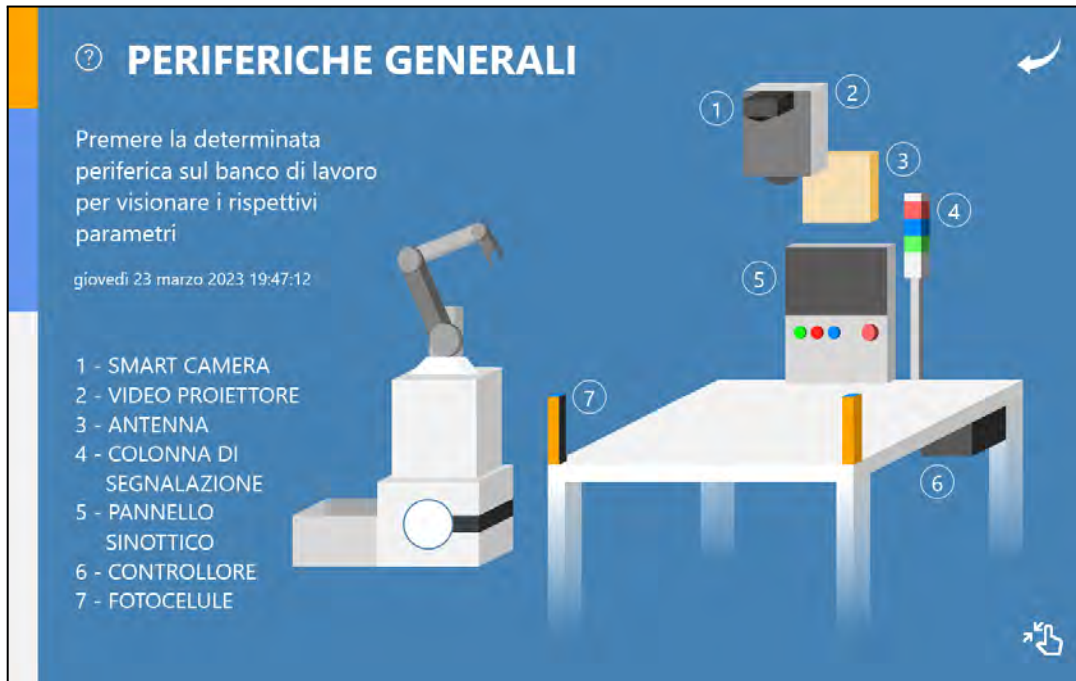 ? PERIFERICHE GENERALI
Premere la determinata
periferica sul banco di lavoro
per visionare i rispettivi
parametri
giovedì 23 marzo 2023 19:47:12
1 - SMART CAMERA
2 - VIDEO PROIETTORE
3 - ANTENNA
4 - COLONNA DI
SEGNALAZIONE
5 - PANNELLO
SINOTTICO
6 - CONTROLLORE
7 - FOTOCELULE
1
2
3
4
5
7
6